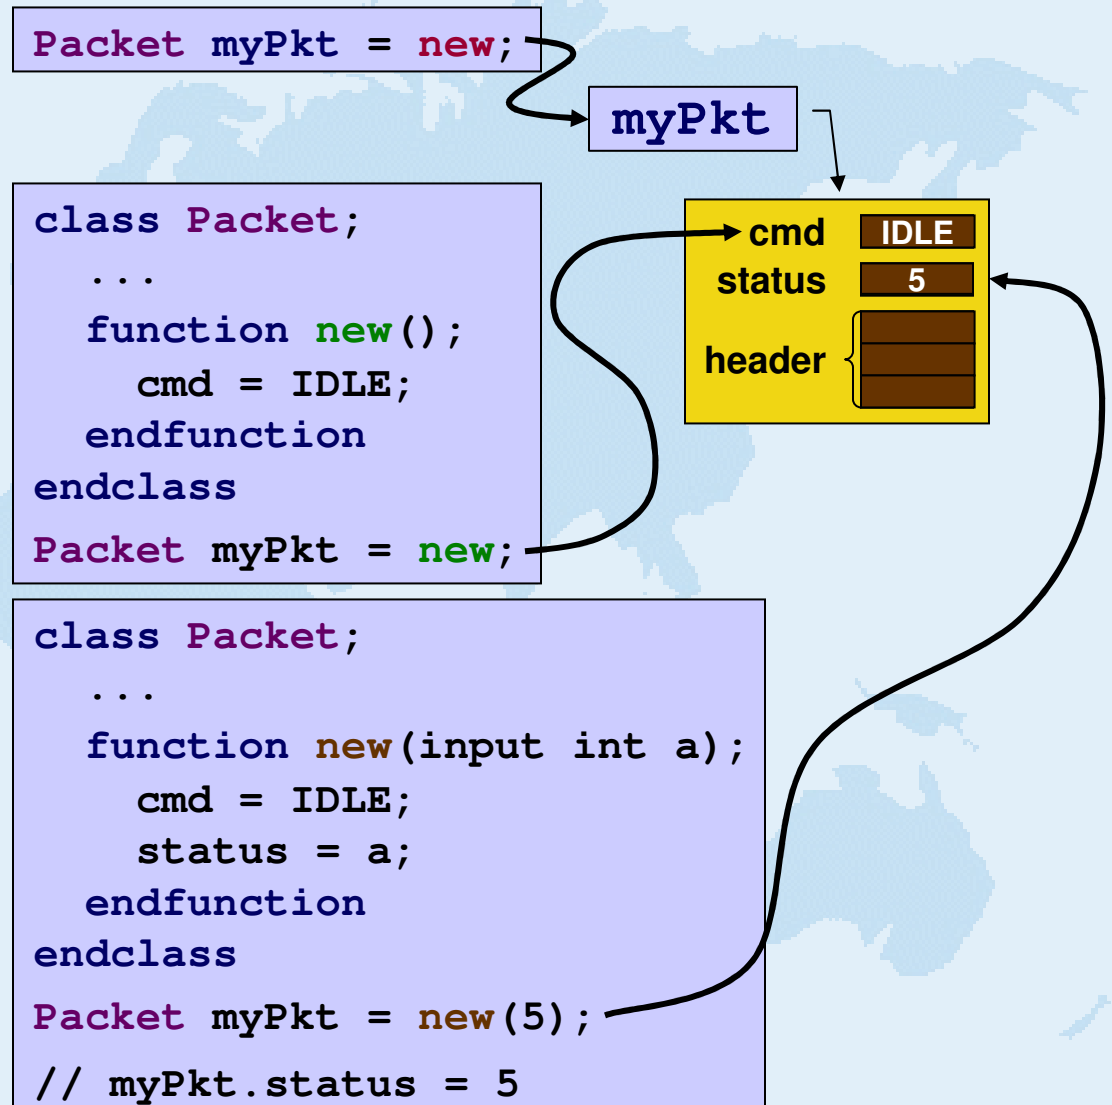 Packet myPkt = new;
myPkt
class Packet;
...
function new();
cmd = IDLE;
endfunction
endclass
Packet myPkt = new;
cmd IDLE
status 5
header
class Packet;
...
function new(input int a);
cmd = IDLE;
status = a;
endfunction
endclass
Packet myPkt = new(5);
// myPkt.status = 5